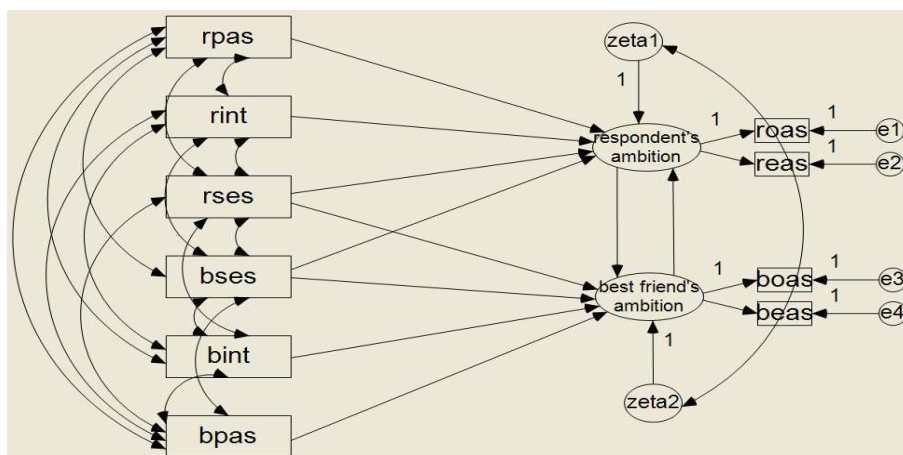 rpas
rint
rses
bses
bint
bpas
zeta1
1
respondent's
ambition
1
roas
1
e1
reas
1
e2
best friend's
ambition
1
boas
1
e3
beas
1
e4
1
zeta2